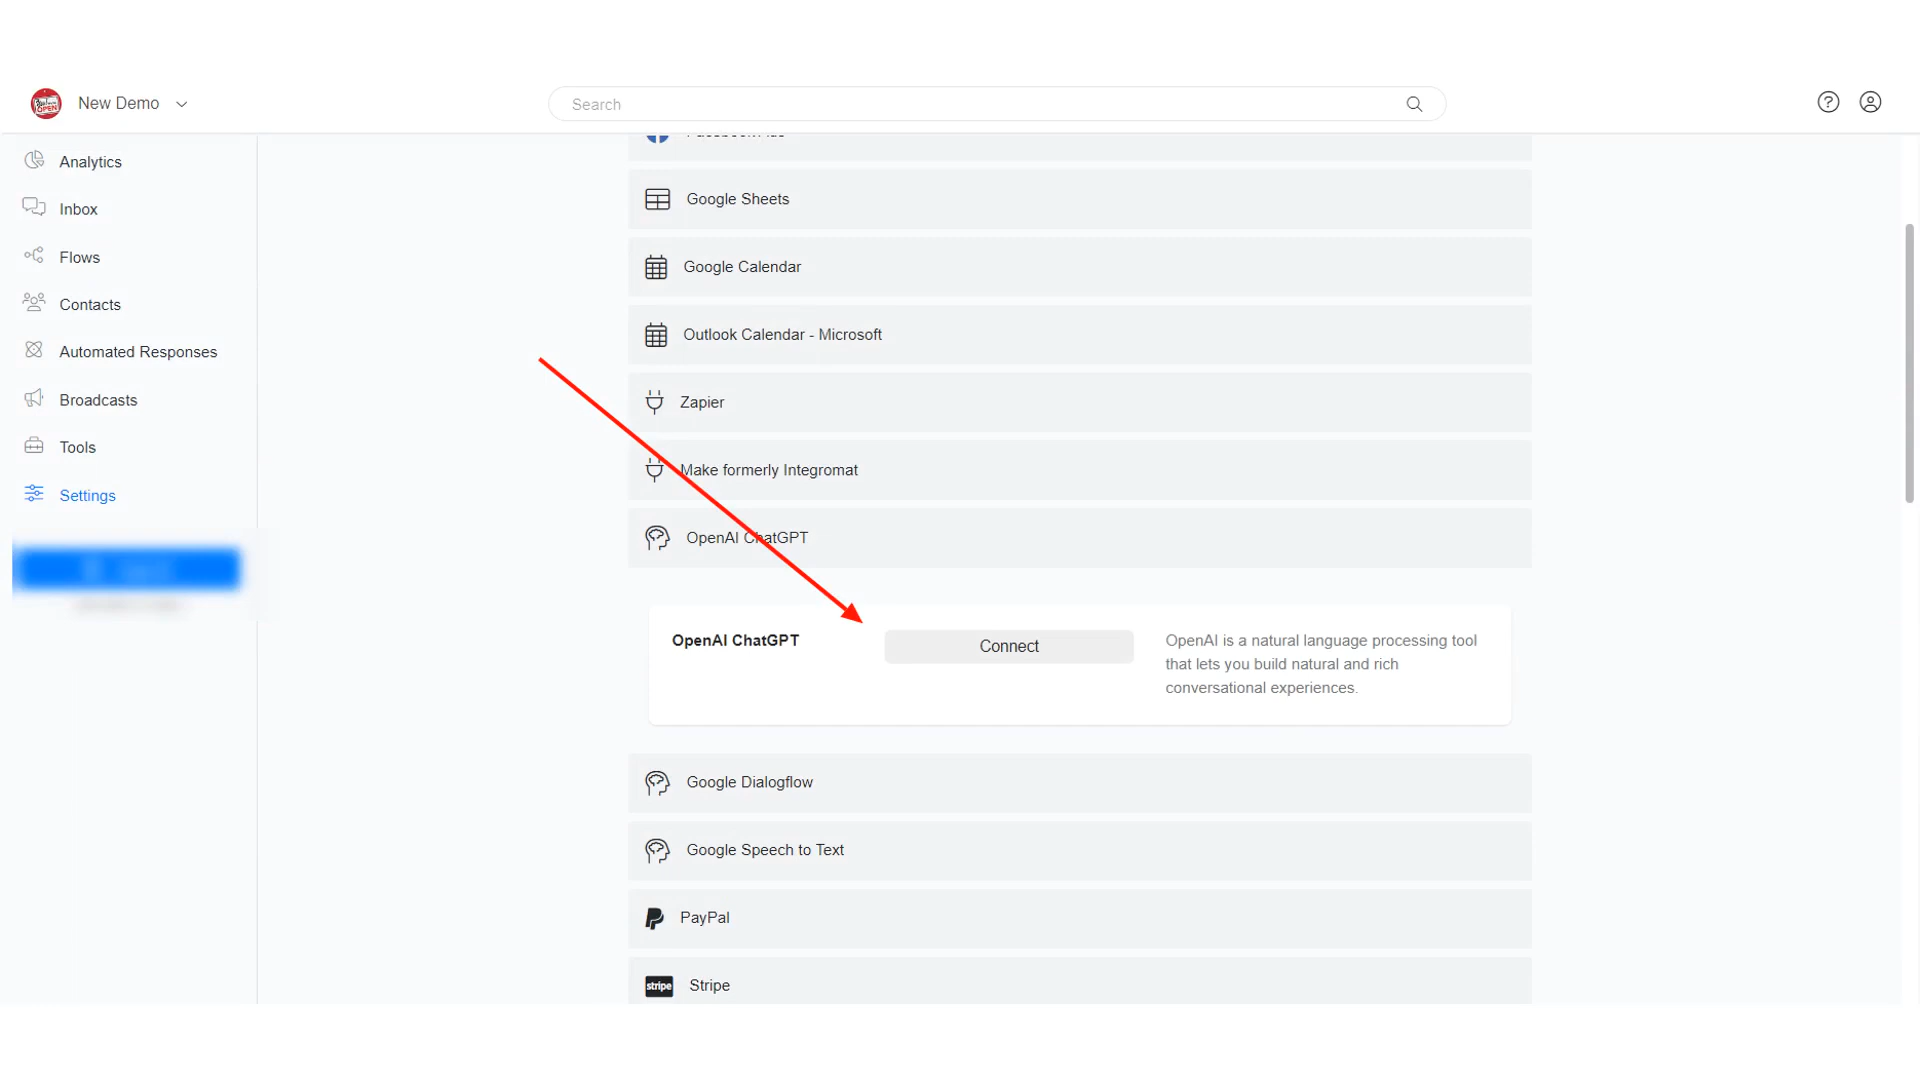 New Demo
Search
Analytics
Inbox
Flows
Contacts
Automated Responses
Broadcasts
Tools
Settings
Google Sheets
Google Calendar
Outlook Calendar - Microsoft
Zapier
Make formerly Integromat
OpenAI ChatGPT
OpenAI ChatGPT
Connect
OpenAI is a natural language processing tool
that lets you build natural and rich
conversational experiences.
Google Dialogflow
Google Speech to Text
PayPal
stripe Stripe